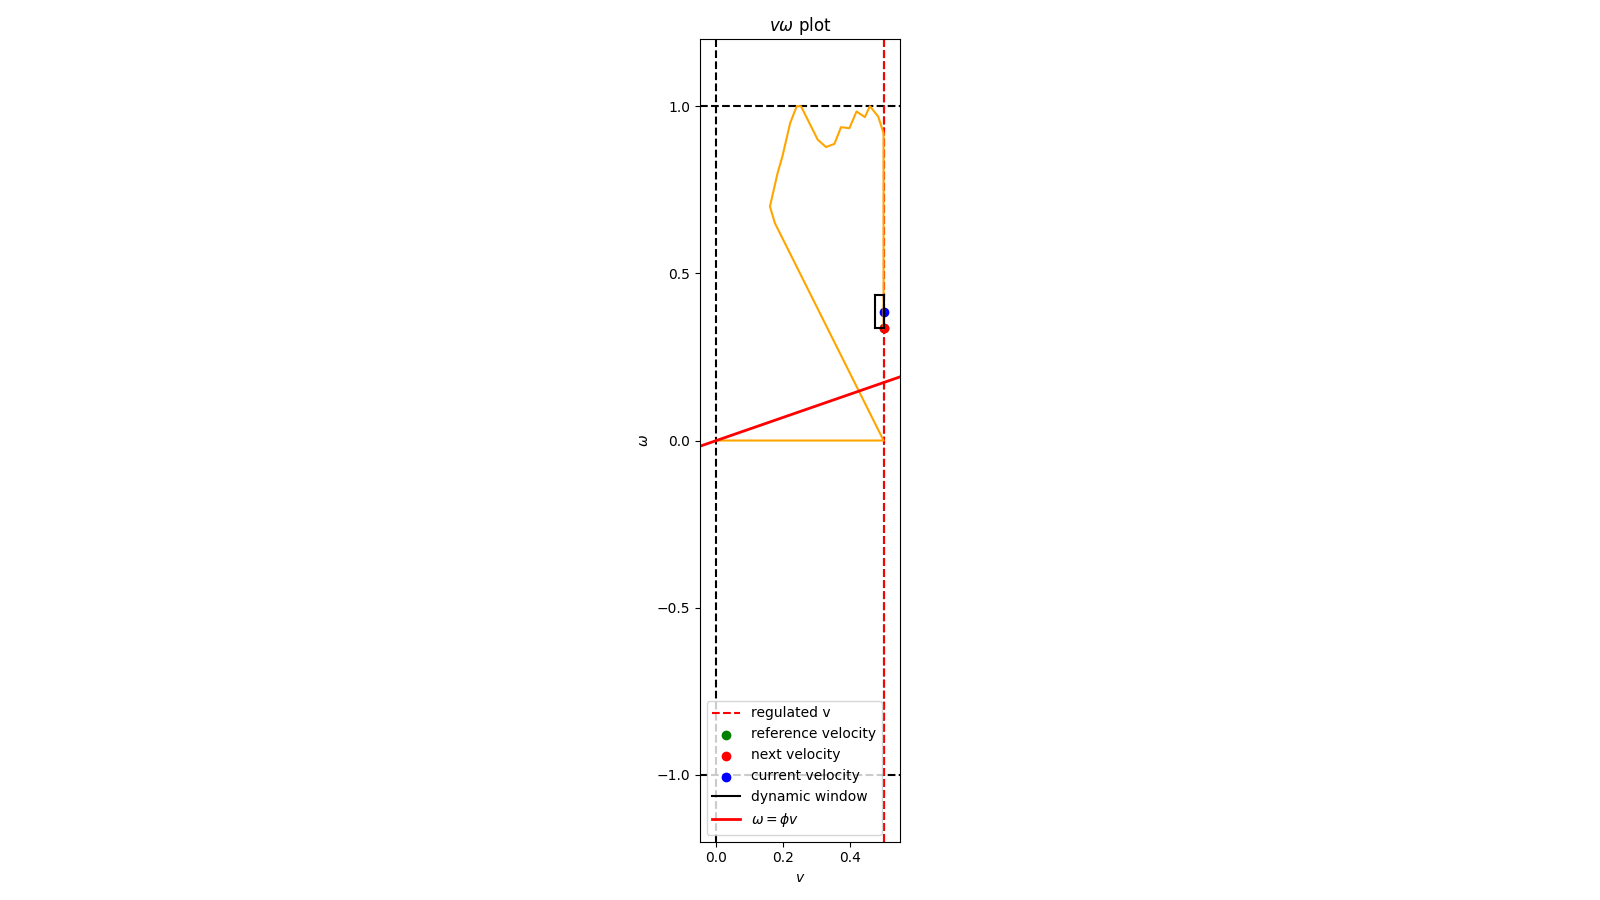 vω plot
1.0
0.5
ω
0.0
−0.5
−1.0
regulated v
reference velocity
next velocity
current velocity
dynamic window
ω = ϕv
0.0 0.2 0.4
v